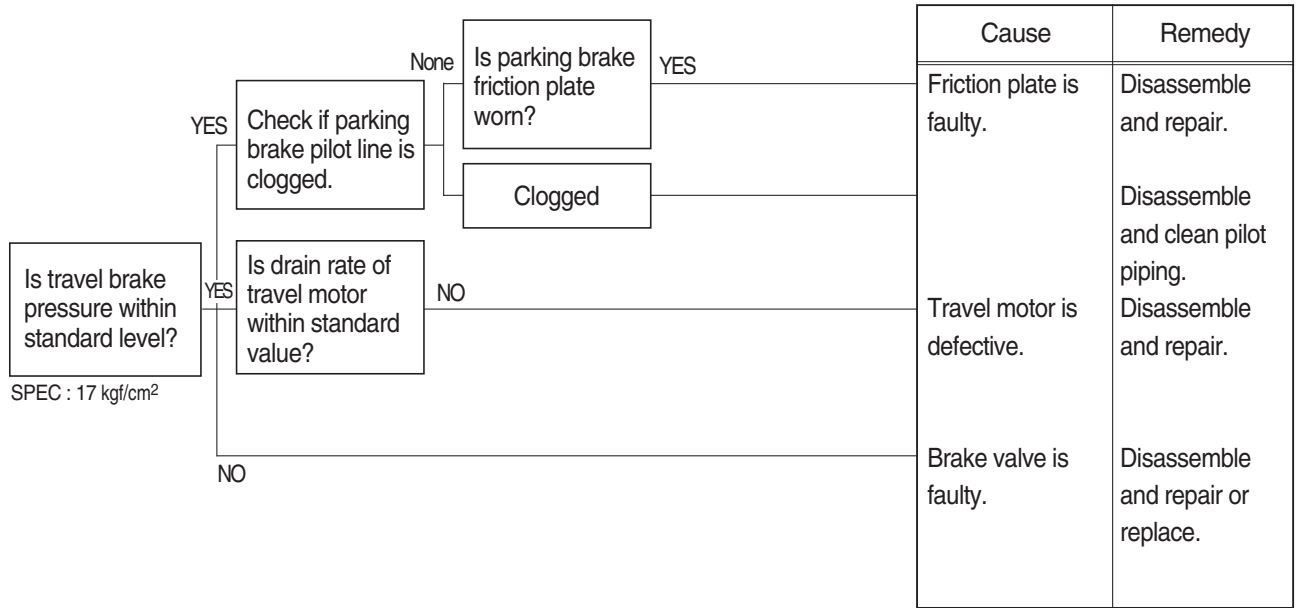 Cause
Remedy
None
Is parking brake
friction plate
worn?
YES
Friction plate is
faulty.
Disassemble
and repair.
YES
Check if parking
brake pilot line is
clogged.
Clogged
Disassemble
and clean pilot
piping.
Is travel brake
pressure within
standard level?
SPEC : 17 kgf/cm²
YES
Is drain rate of
travel motor
within standard
value?
NO
Travel motor is
defective.
Disassemble
and repair.
NO
Brake valve is
faulty.
Disassemble
and repair or
replace.